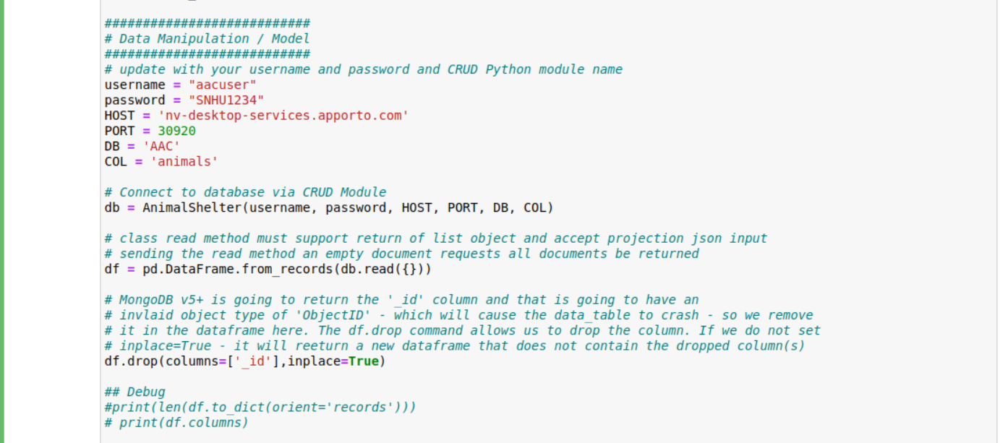 ###########################
# Data Manipulation / Model
###########################
# update with your username and password and CRUD Python module name
username = "aacuser"
password = "SNHU1234"
HOST = 'nv-desktop-services.apporto.com'
PORT = 30920
DB = 'AAC'
COL = 'animals'
# Connect to database via CRUD Module
db = AnimalShelter(username, password, HOST, PORT, DB, COL)
# class read method must support return of list object and accept projection json input
# sending the read method an empty document requests all documents be returned
df = pd.DataFrame.from_records(db.read({}))
# MongoDB v5+ is going to return the '_id' column and that is going to have an
# invlaid object type of 'ObjectID' - which will cause the data_table to crash - so we remove
# it in the dataframe here. The df.drop command allows us to drop the column. If we do not set
# inplace=True - it will reeturn a new dataframe that does not contain the dropped column(s)
df.drop(columns=['_id'],inplace=True)
## Debug
#print(len(df.to_dict(orient='records')))
# print(df.columns)